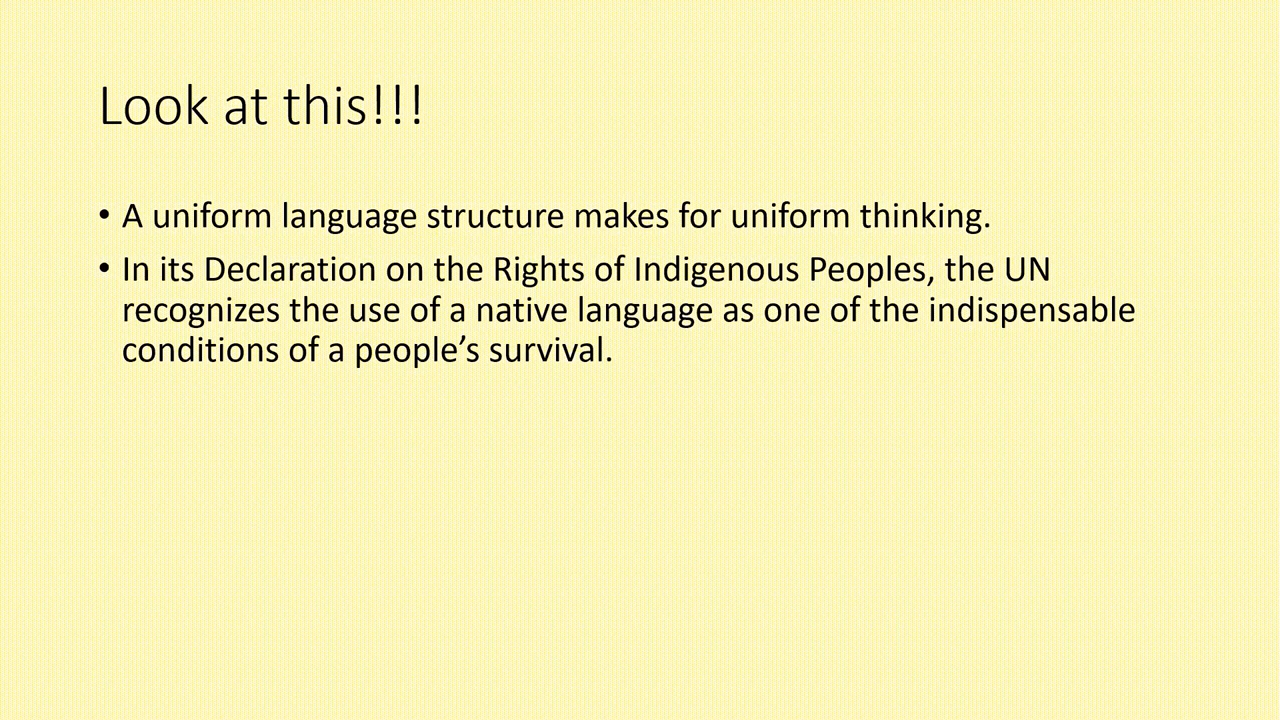 Look at this!!!
• A uniform language structure makes for uniform thinking.
• In its Declaration on the Rights of Indigenous Peoples, the UN
recognizes the use of a native language as one of the indispensable
conditions of a people’s survival.